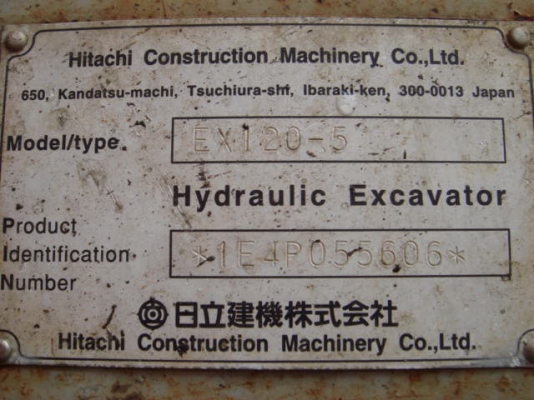 Hitachi Construction Machinery Co.,Ltd.
650, Kandatsu-machi, Tsuchiura-shi, Ibaraki-ken, 300-0013 Japan
Model/type EX120-5
Hydraulic Excavator
Product
Identification *1E4P055606*
Number
日立建機株式会社
Hitachi Construction Machinery Co.,Ltd.